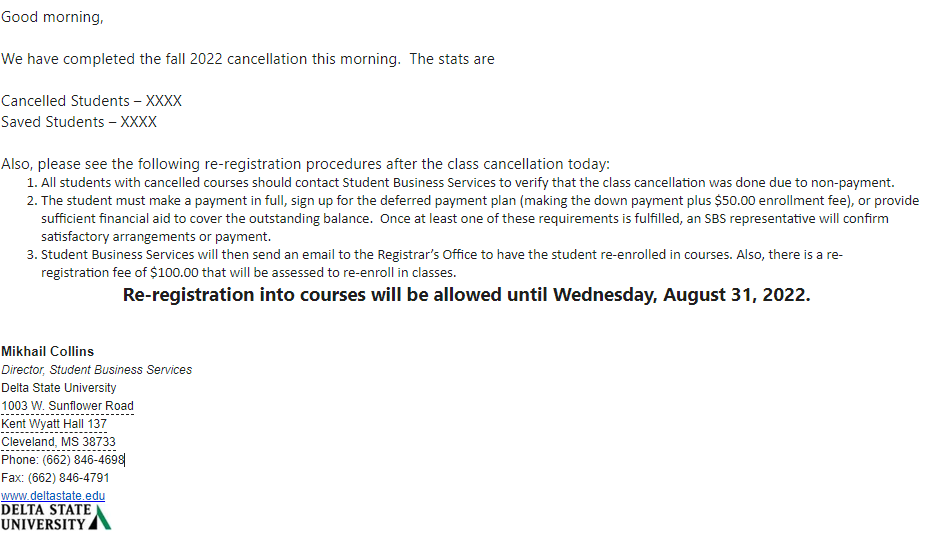 Good morning,
We have completed the fall 2022 cancellation this morning.  The stats are
Cancelled Students – XXXX
Saved Students – XXXX
Also, please see the following re-registration procedures after the class cancellation today:
1. All students with cancelled courses should contact Student Business Services to verify that the class cancellation was done due to non-payment.
2. The student must make a payment in full, sign up for the deferred payment plan (making the down payment plus $50.00 enrollment fee), or provide
sufficient financial aid to cover the outstanding balance.  Once at least one of these requirements is fulfilled, an SBS representative will confirm
satisfactory arrangements or payment.
3. Student Business Services will then send an email to the Registrar’s Office to have the student re-enrolled in courses. Also, there is a re-
registration fee of $100.00 that will be assessed to re-enroll in classes.
Re-registration into courses will be allowed until Wednesday, August 31, 2022.
Mikhail Collins
Director, Student Business Services
Delta State University
1003 W. Sunflower Road
Kent Wyatt Hall 137
Cleveland, MS 38733
Phone: (662) 846-4698
Fax: (662) 846-4791
www.deltastate.edu
DELTA STATE
UNIVERSITY